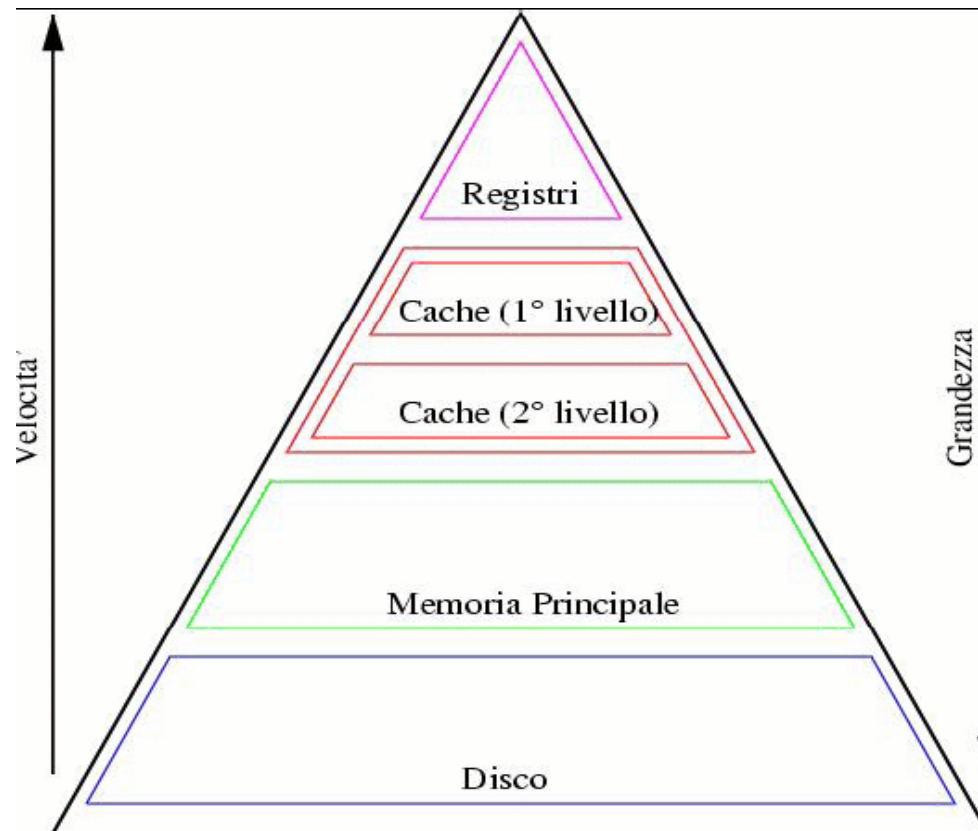 Registri
Cache (1° livello)
Cache (2° livello)
Memoria Principale
Disco
Velocita´
Grandezza